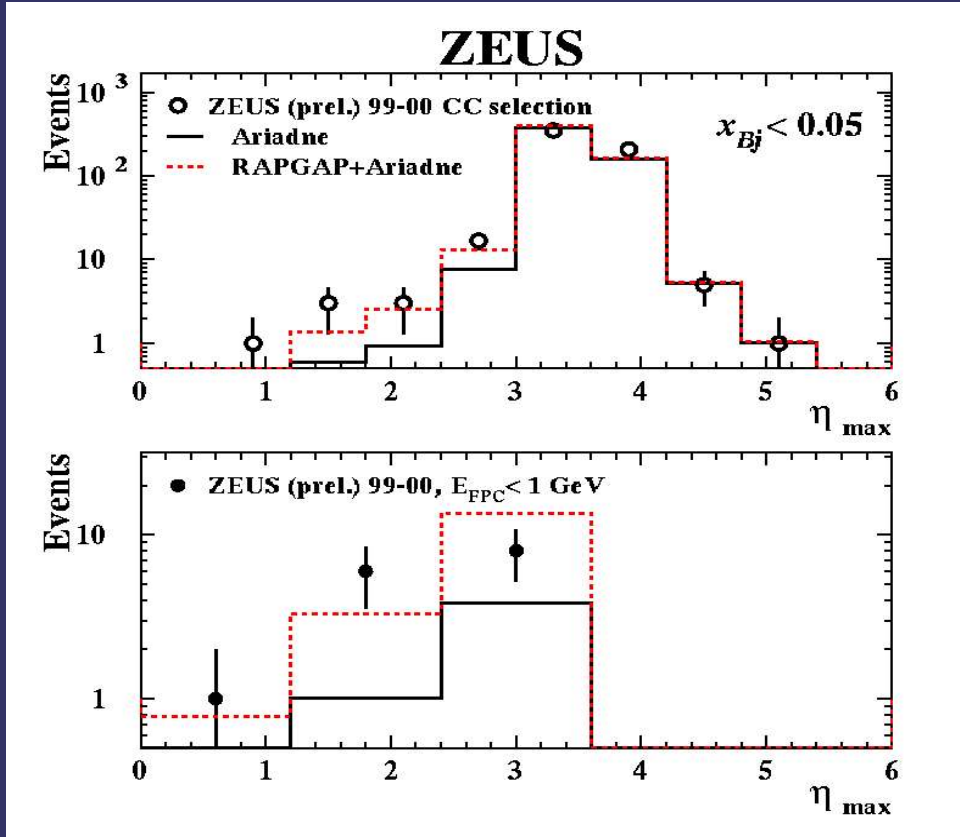 ZEUS
Events
10³
10²
10
1
ZEUS (prel.) 99-00 CC selection
Ariadne
RAPGAP+Ariadne
x_Bj < 0.05
0 1 2 3 4 5 6
η max
Events
10
1
ZEUS (prel.) 99-00, E_FPC < 1 GeV
0 1 2 3 4 5 6
η max